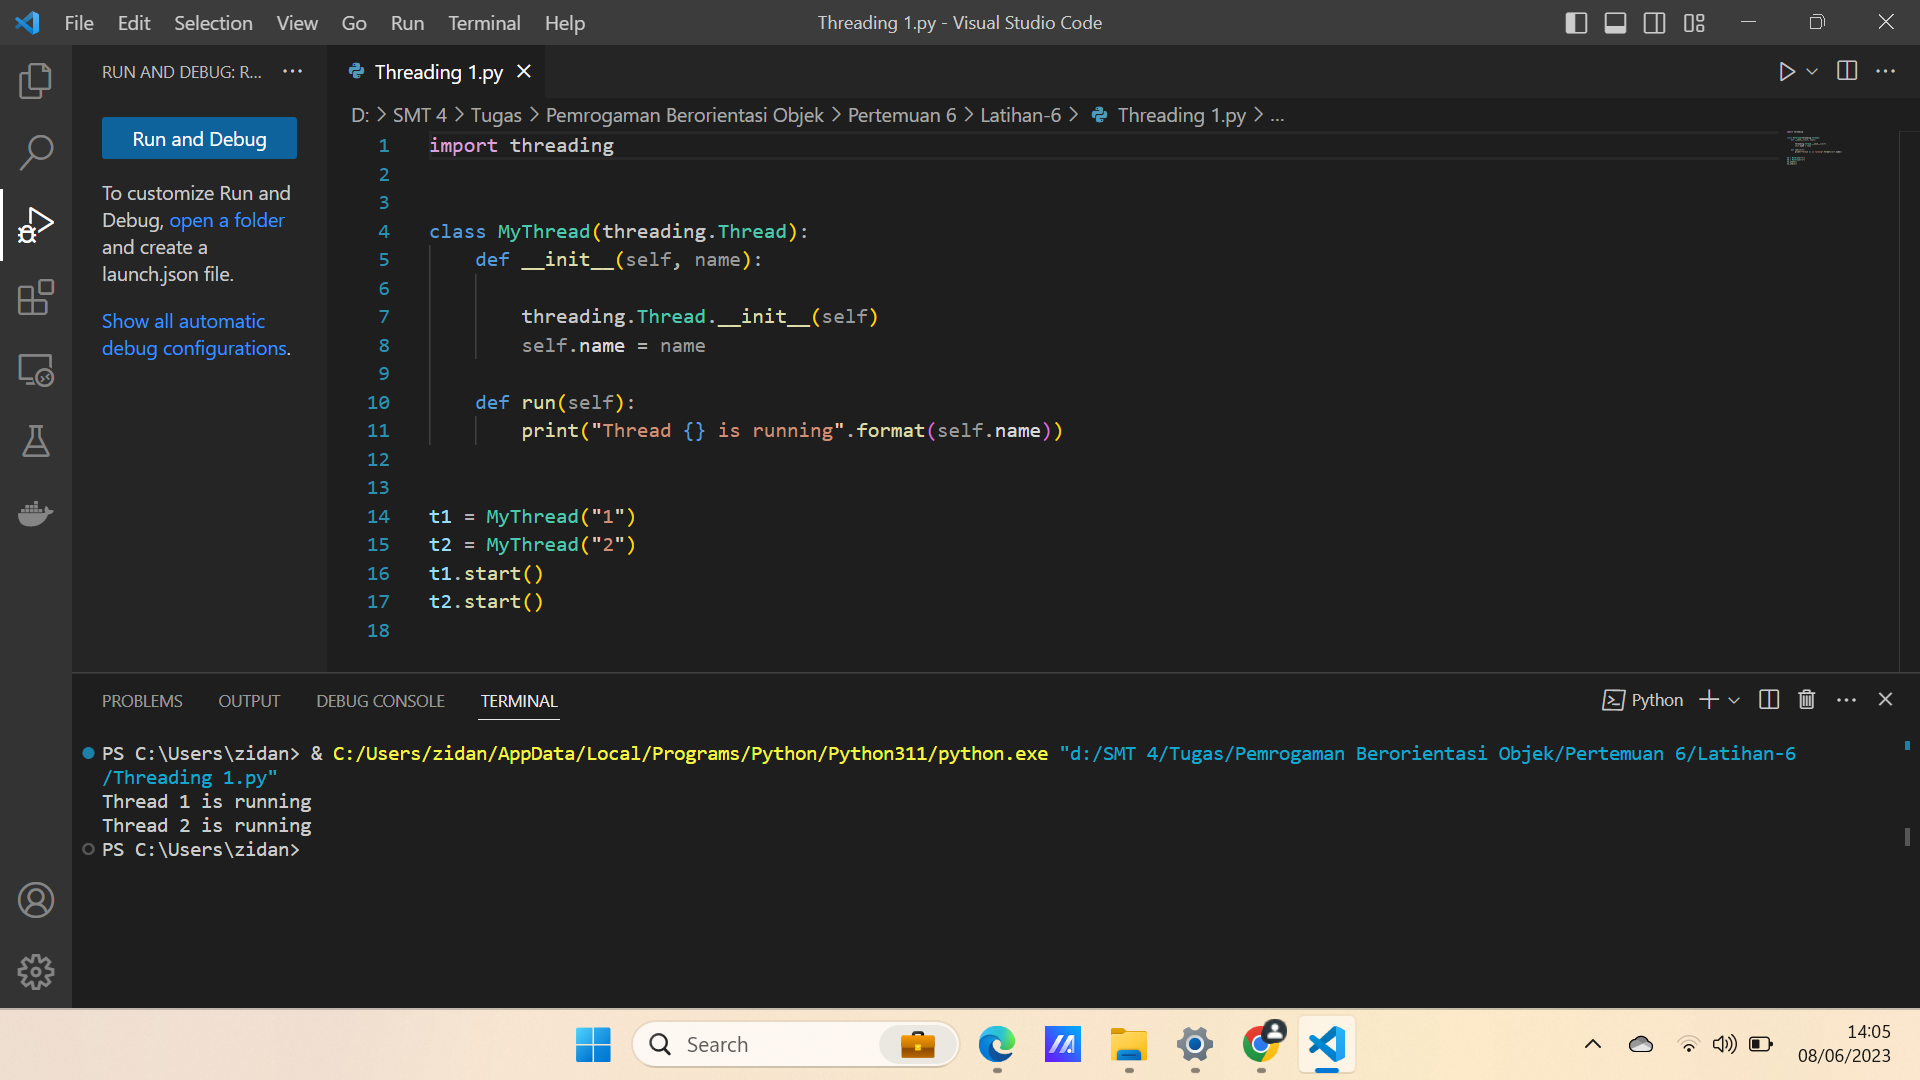 File Edit Selection View Go Run Terminal Help
Threading 1.py - Visual Studio Code
RUN AND DEBUG: R... ···
Run and Debug
To customize Run and
Debug, open a folder
and create a
launch.json file.
Show all automatic
debug configurations.
Threading 1.py
D: > SMT 4 > Tugas > Pemrogaman Berorientasi Objek > Pertemuan 6 > Latihan-6 > Threading 1.py > ...
1 import threading
2
3
4 class MyThread(threading.Thread):
5     def __init__(self, name):
6
7         threading.Thread.__init__(self)
8         self.name = name
9
10     def run(self):
11         print("Thread {} is running".format(self.name))
12
13
14 t1 = MyThread("1")
15 t2 = MyThread("2")
16 t1.start()
17 t2.start()
18
PROBLEMS OUTPUT DEBUG CONSOLE TERMINAL
Python
PS C:\Users\zidan> & C:/Users/zidan/AppData/Local/Programs/Python/Python311/python.exe "d:/SMT 4/Tugas/Pemrogaman Berorientasi Objek/Pertemuan 6/Latihan-6
/Threading 1.py"
Thread 1 is running
Thread 2 is running
PS C:\Users\zidan>
Search
14:05
08/06/2023